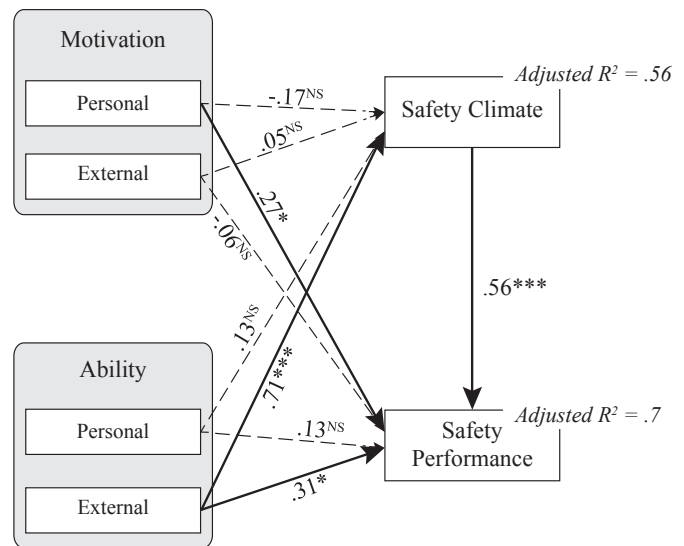 Motivation
Personal
External
Adjusted R² = .56
Safety Climate
-.17ᴺˢ
.05ᴺˢ
.27*
-.06ᴺˢ
.56***
.13ᴺˢ
.71***
Ability
Personal
External
Adjusted R² = .7
Safety
Performance
.13ᴺˢ
.31*